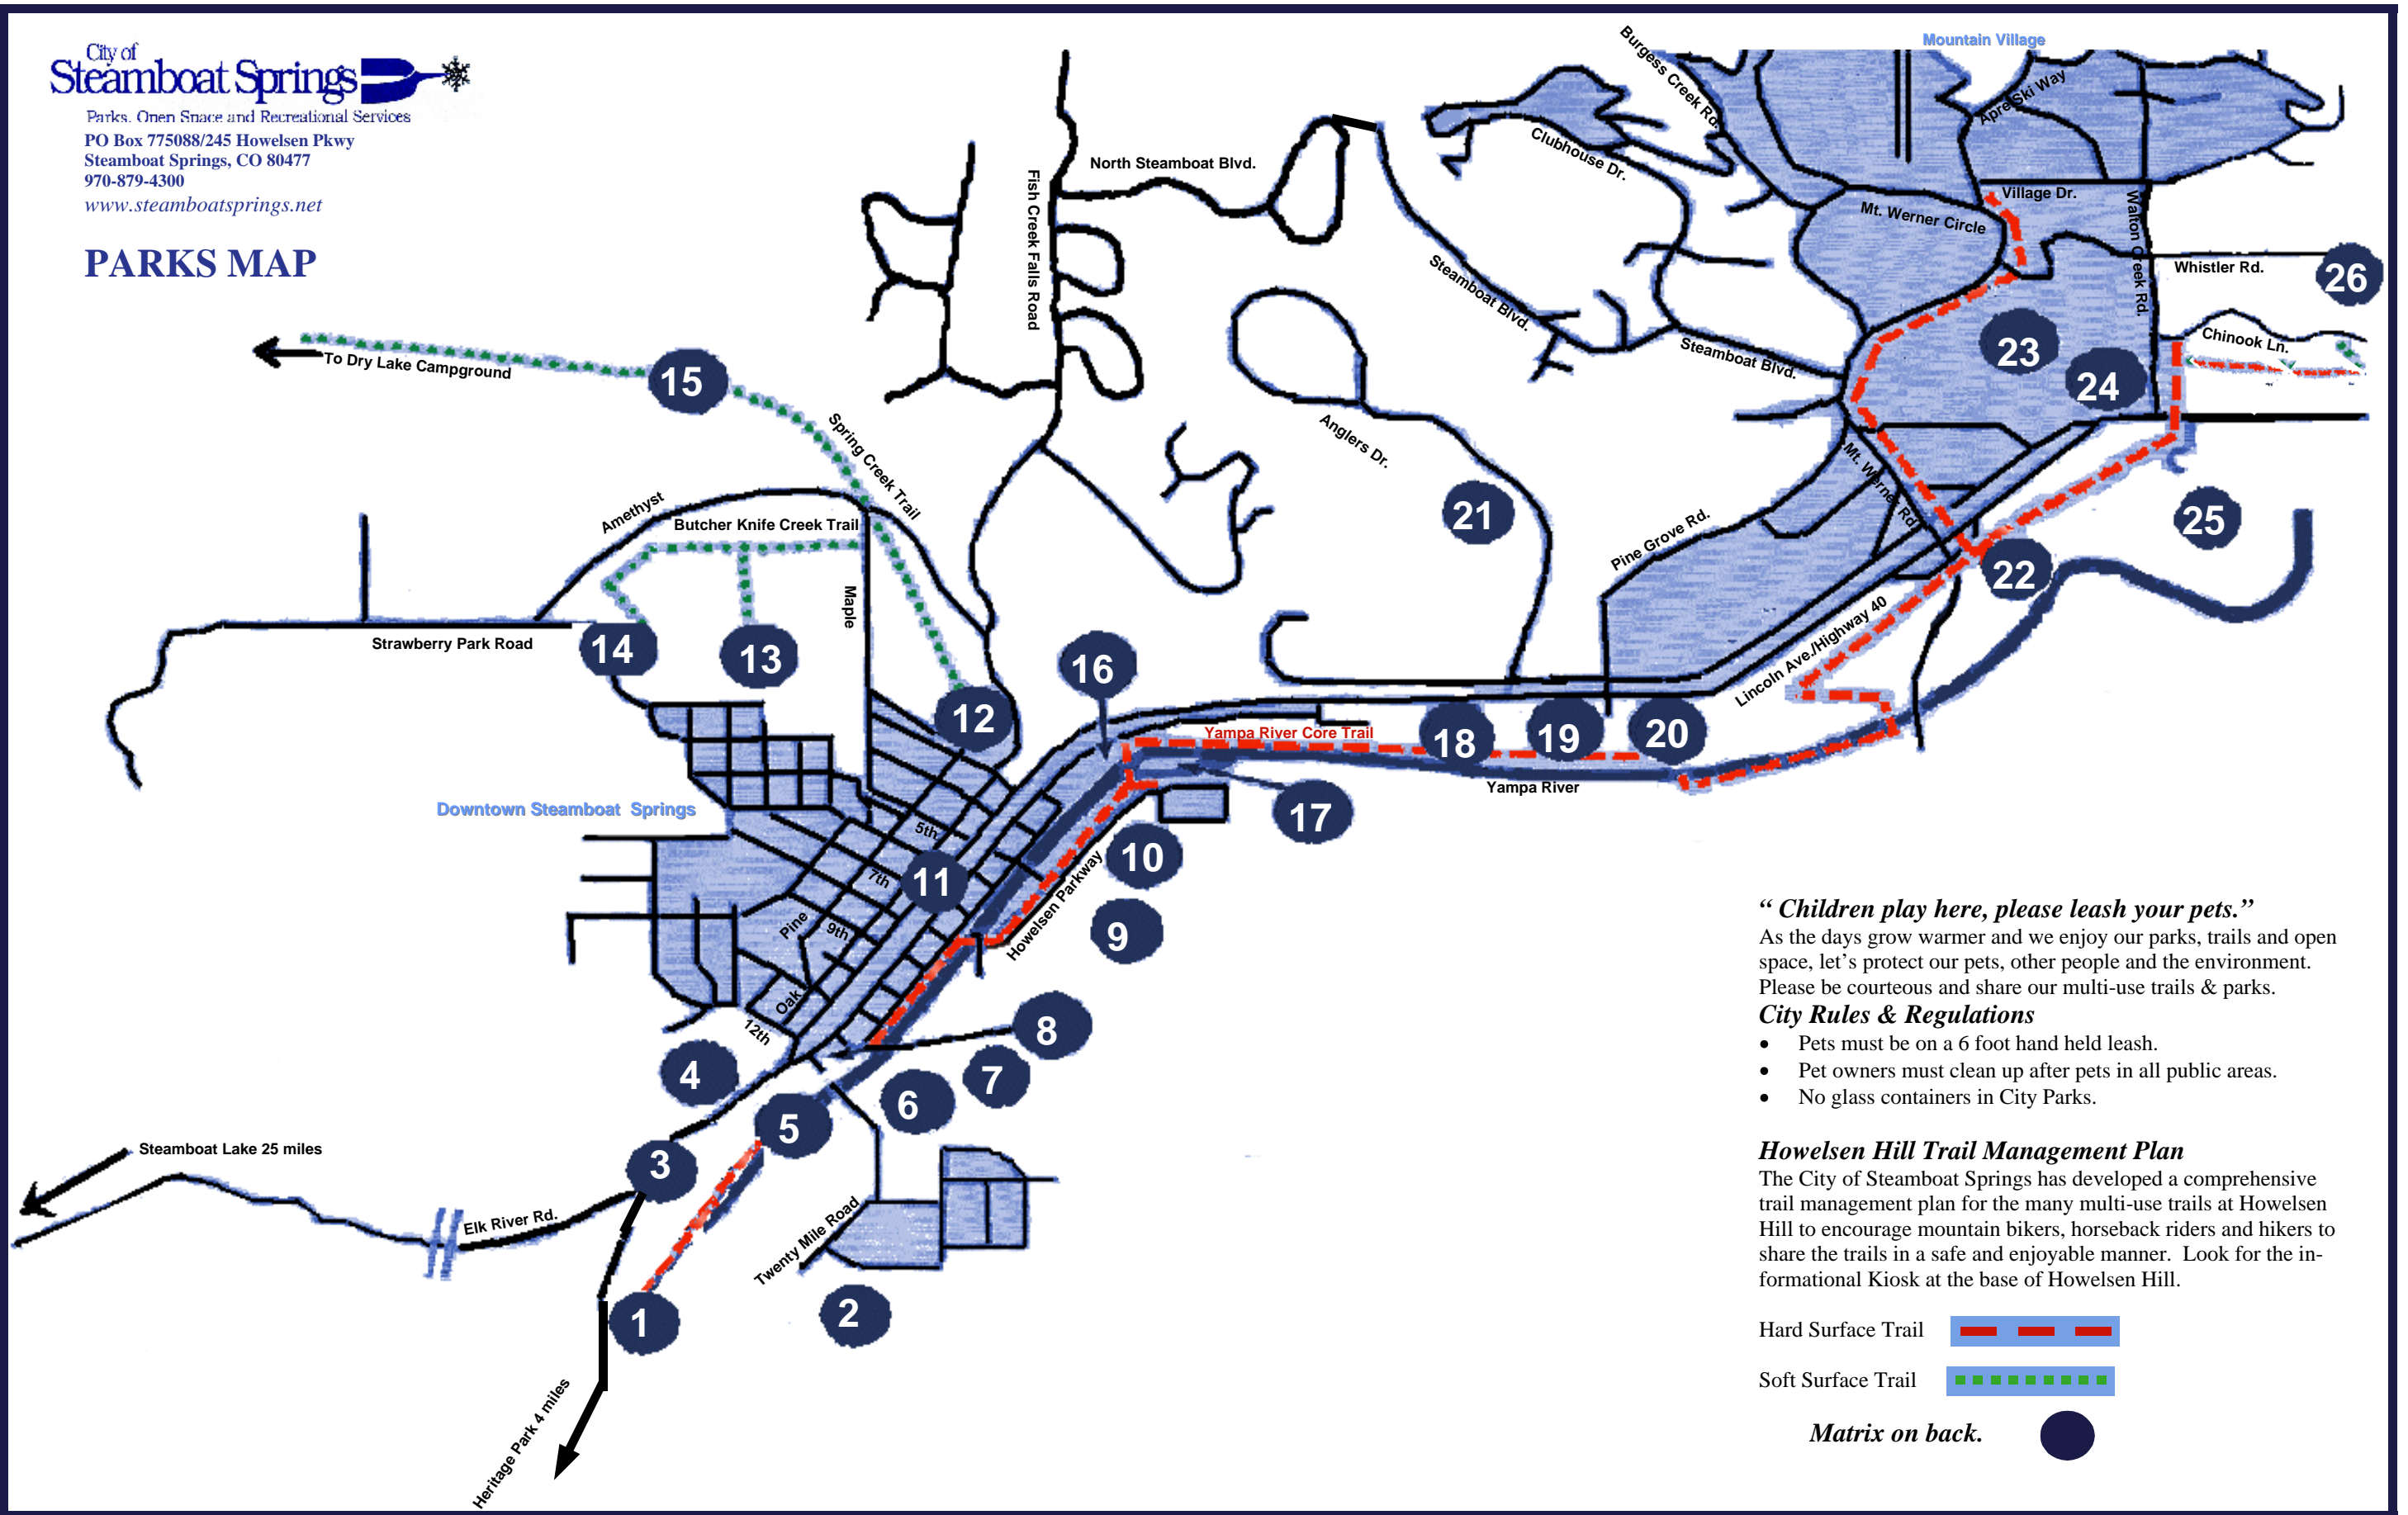 City of
Steamboat Springs
Parks, Open Space and Recreational Services
PO Box 775088/245 Howelsen Pkwy
Steamboat Springs, CO 80477
970-879-4300
www.steamboatsprings.net
PARKS MAP
Mountain Village
Burgess Creek Rd.
Apre Ski Way
Clubhouse Dr.
North Steamboat Blvd.
Fish Creek Falls Road
Village Dr.
Mt. Werner Circle
Walton Creek Rd.
Whistler Rd.
26
Steamboat Blvd.
Chinook Ln.
23
Steamboat Blvd.
24
To Dry Lake Campground
15
Spring Creek Trail
Anglers Dr.
Mt. Werner Rd.
21
25
Amethyst
Butcher Knife Creek Trail
Pine Grove Rd.
22
Maple
Strawberry Park Road
14
13
16
Lincoln Ave./Highway 40
12
Yampa River Core Trail
18
19
20
Yampa River
Downtown Steamboat Springs
17
5th
10
7th
11
Howelsen Parkway
Pine
9th
9
Oak
12th
8
4
7
6
5
Steamboat Lake 25 miles
3
Elk River Rd.
Twenty Mile Road
1
2
Heritage Park 4 miles
“ Children play here, please leash your pets.”
As the days grow warmer and we enjoy our parks, trails and open
space, let’s protect our pets, other people and the environment.
Please be courteous and share our multi-use trails & parks.
City Rules & Regulations
• Pets must be on a 6 foot hand held leash.
• Pet owners must clean up after pets in all public areas.
• No glass containers in City Parks.
Howelsen Hill Trail Management Plan
The City of Steamboat Springs has developed a comprehensive
trail management plan for the many multi-use trails at Howelsen
Hill to encourage mountain bikers, horseback riders and hikers to
share the trails in a safe and enjoyable manner. Look for the in-
formational Kiosk at the base of Howelsen Hill.
Hard Surface Trail
Soft Surface Trail
Matrix on back.